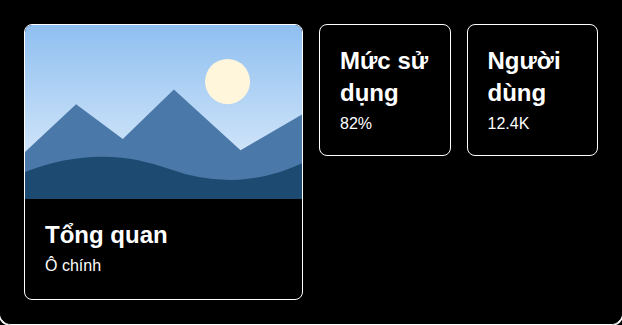 Tổng quan
Ô chính
Mức sử
dụng
82%
Người
dùng
12.4K